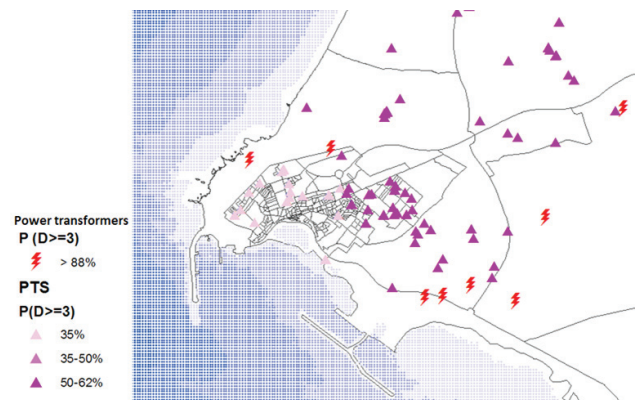 Power transformers
P (D>=3)
> 88%
PTS
P(D>=3)
35%
35-50%
50-62%